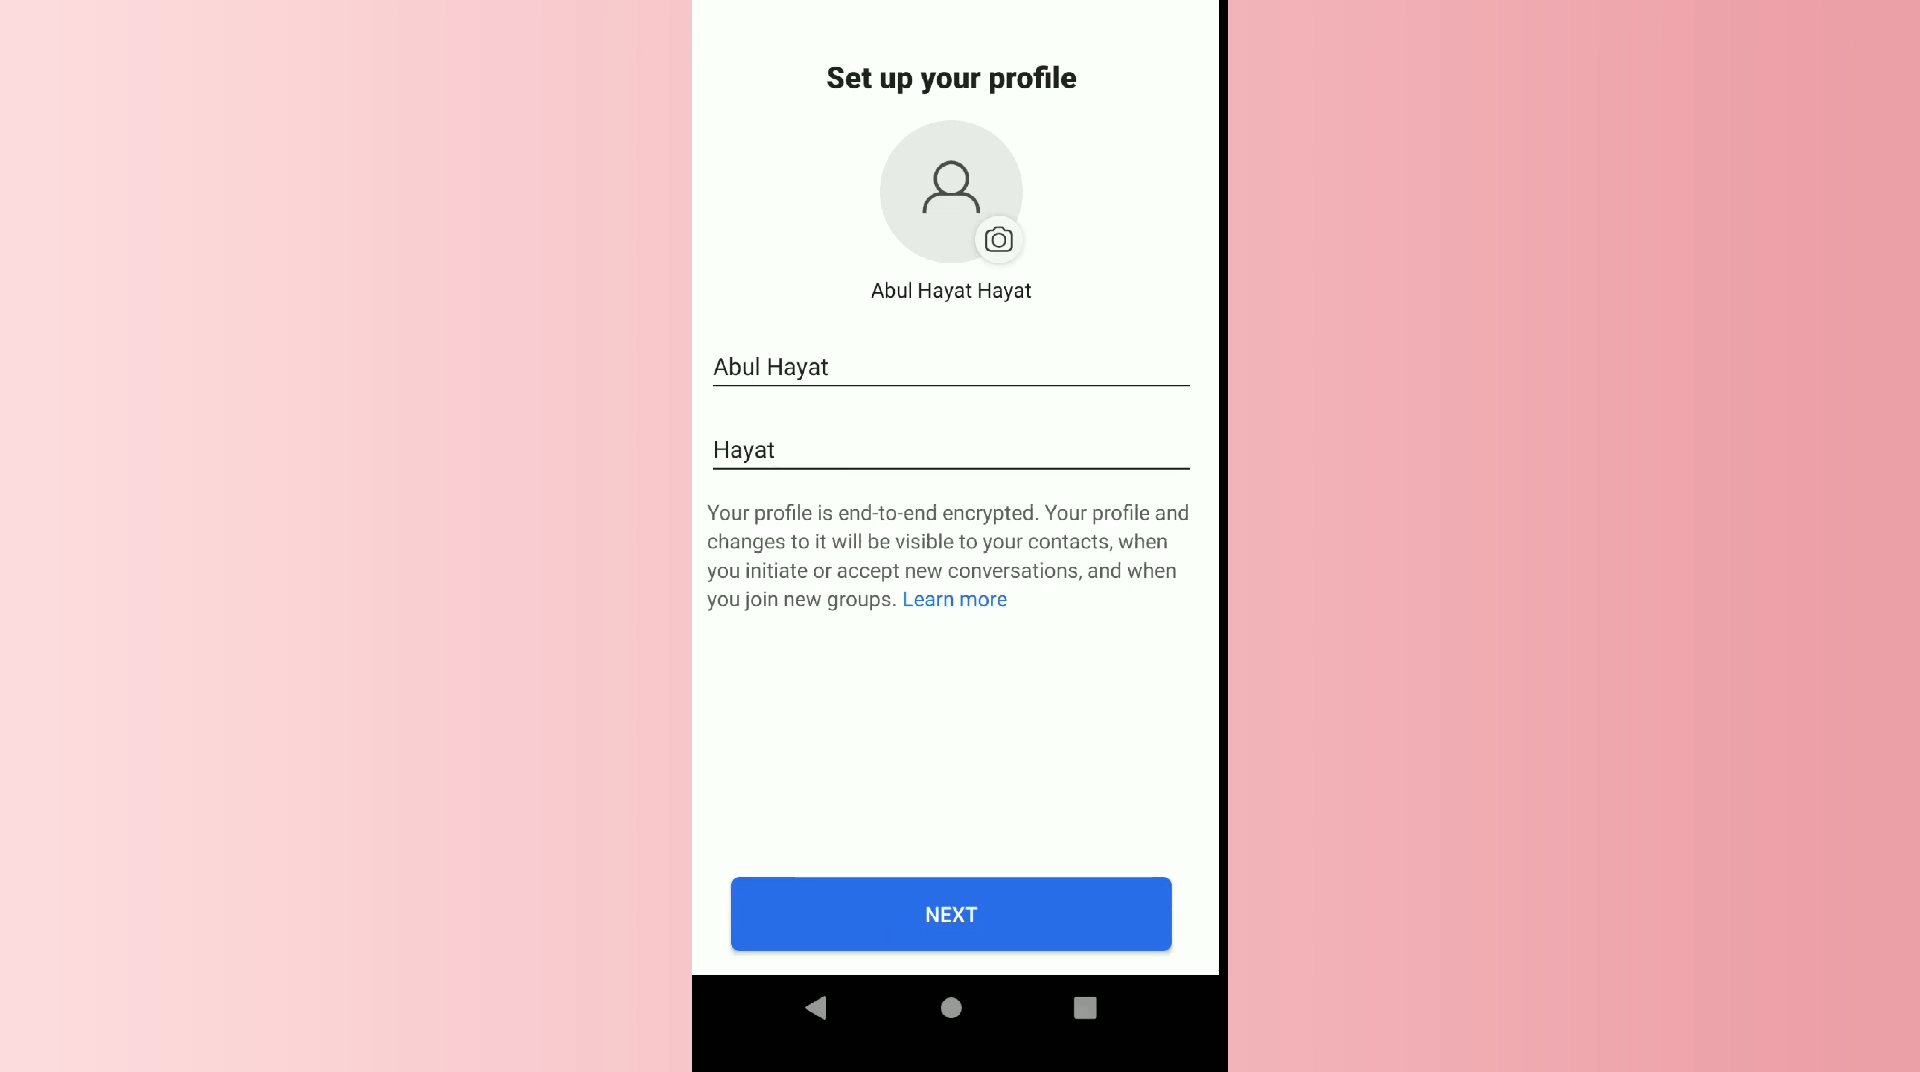 Set up your profile
Abul Hayat Hayat
Abul Hayat
Hayat
Your profile is end-to-end encrypted. Your profile and
changes to it will be visible to your contacts, when
you initiate or accept new conversations, and when
you join new groups. Learn more
NEXT